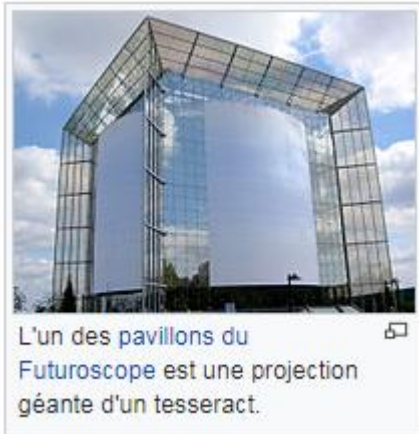 L'un des pavillons du
Futuroscope est une projection
géante d'un tesseract.